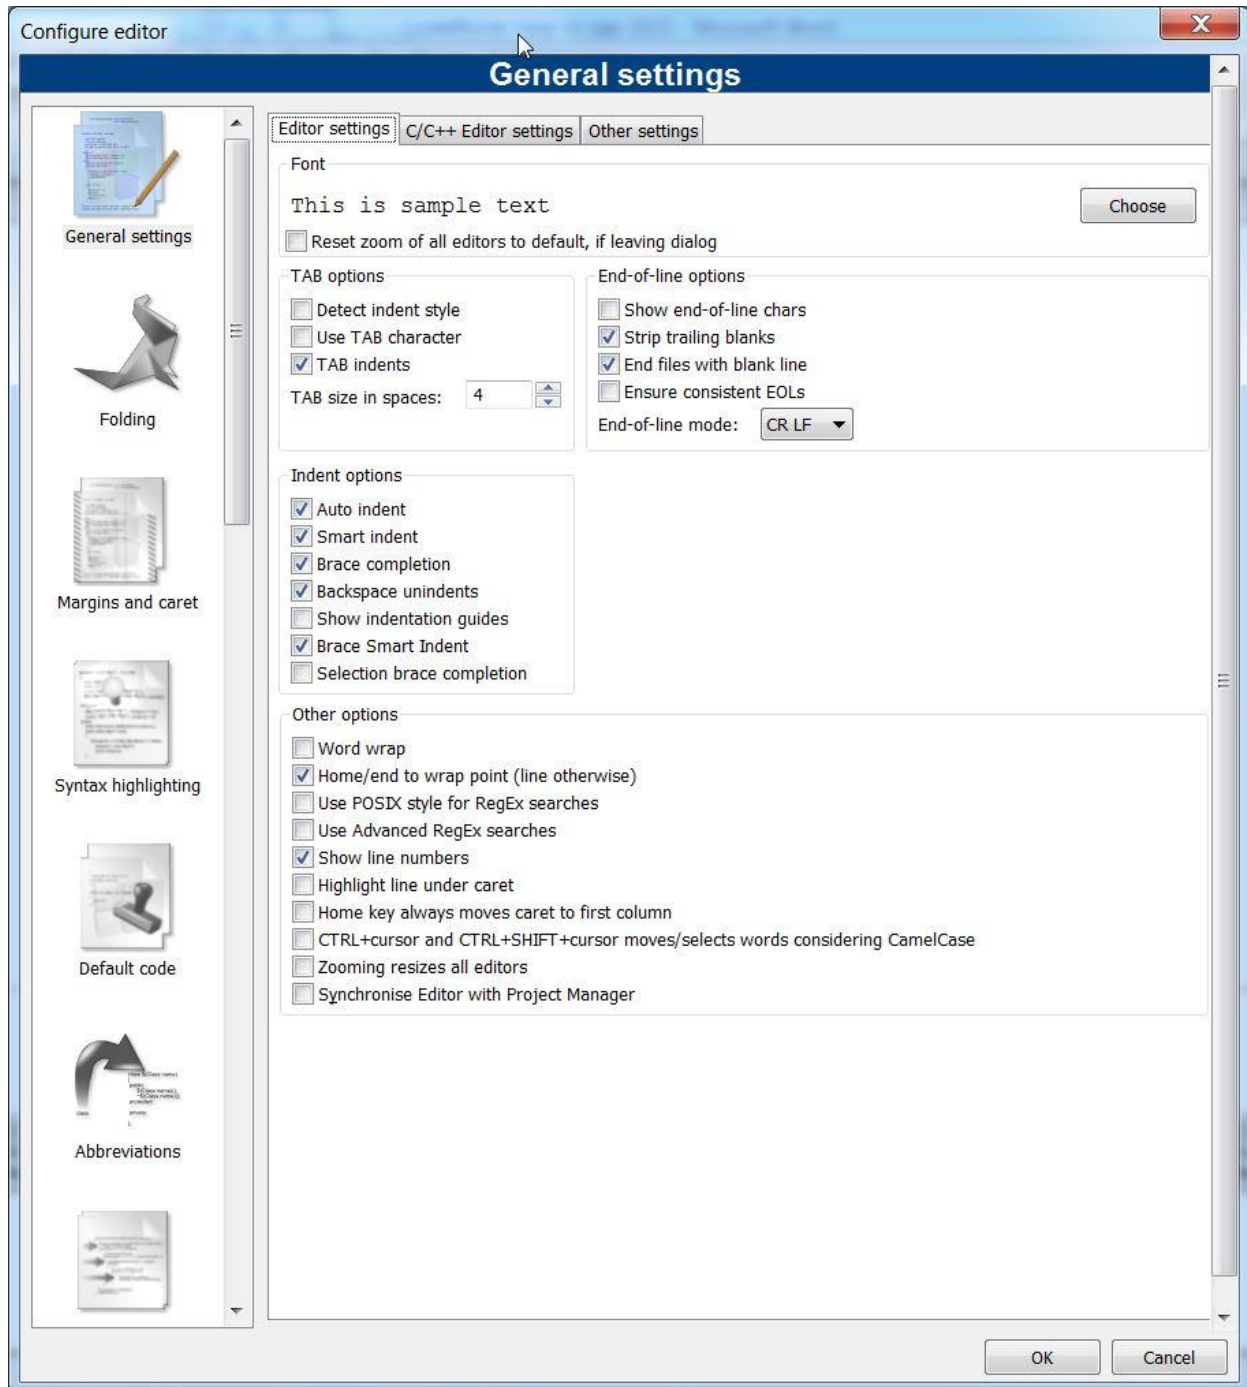 Configure editor
General settings
General settings
Folding
Margins and caret
Syntax highlighting
Default code
Abbreviations
Editor settings
C/C++ Editor settings
Other settings
Font
This is sample text
Choose
Reset zoom of all editors to default, if leaving dialog
TAB options
Detect indent style
Use TAB character
TAB indents
TAB size in spaces: 4
End-of-line options
Show end-of-line chars
Strip trailing blanks
End files with blank line
Ensure consistent EOLs
End-of-line mode: CR LF
Indent options
Auto indent
Smart indent
Brace completion
Backspace unindents
Show indentation guides
Brace Smart Indent
Selection brace completion
Other options
Word wrap
Home/end to wrap point (line otherwise)
Use POSIX style for RegEx searches
Use Advanced RegEx searches
Show line numbers
Highlight line under caret
Home key always moves caret to first column
CTRL+cursor and CTRL+SHIFT+cursor moves/selects words considering CamelCase
Zooming resizes all editors
Synchronise Editor with Project Manager
OK
Cancel